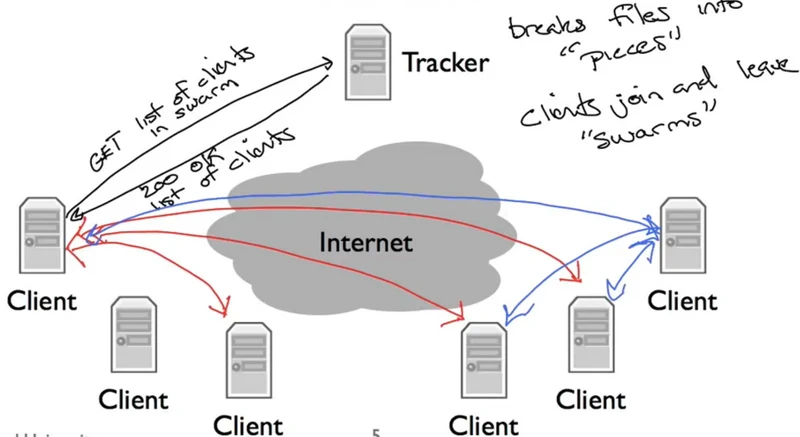 breaks files into
"pieces"
Tracker
clients join and leave
"swarms"
GET list of clients
in swarm
200 OK
list of clients
Internet
Client
Client
Client
Client
Client
Client
5